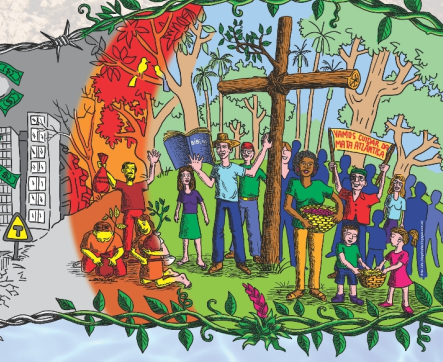 BÍBLIA
VAMOS CUIDAR DA
MATA ATLÂNTICA